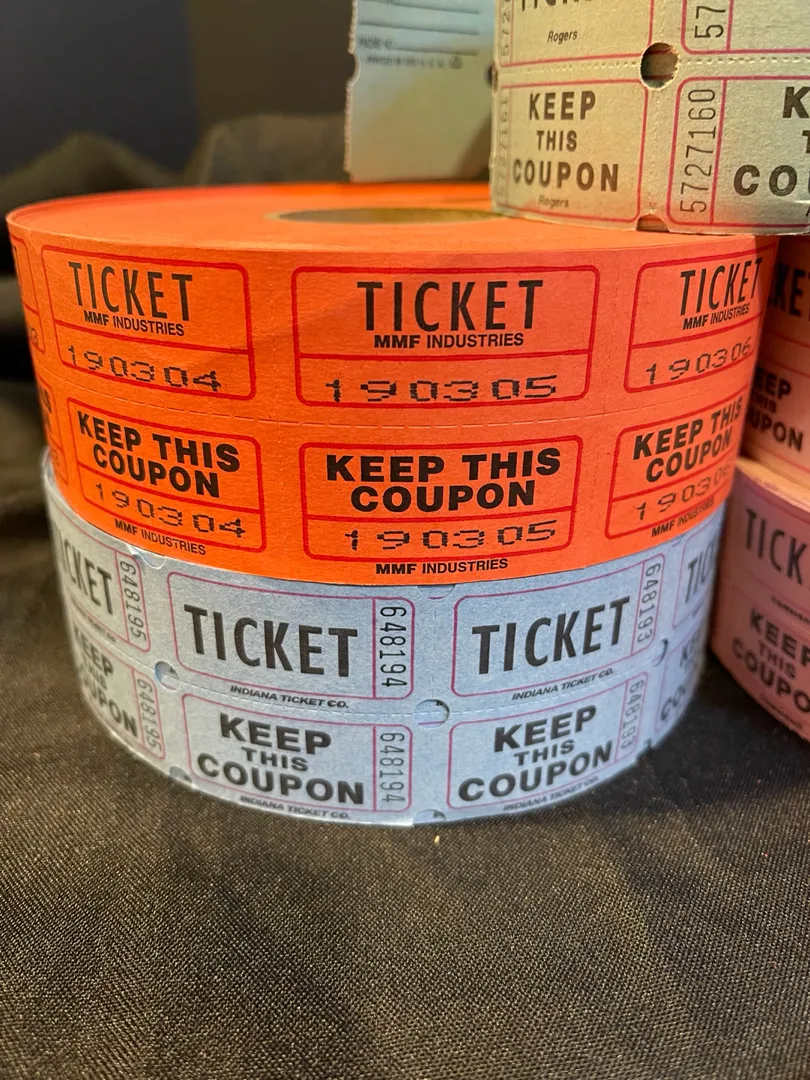 TICKET
Rogers
KEEP
THIS
COUPON
Rogers
5727160
TICKET
MMF INDUSTRIES
190304
TICKET
MMF INDUSTRIES
190305
TICKET
MMF INDUSTRIES
190306
KEEP THIS
COUPON
190304
MMF INDUSTRIES
KEEP THIS
COUPON
190305
MMF INDUSTRIES
KEEP THIS
COUPON
MMF INDUSTRIES
TICKET
648195
TICKET
648194
INDIANA TICKET CO.
TICKET
648193
INDIANA TICKET CO.
KEEP
COUPON
648195
KEEP
THIS
COUPON
648194
INDIANA TICKET CO.
KEEP
THIS
COUPON
648193
INDIANA TICKET CO.
KEEP
THIS